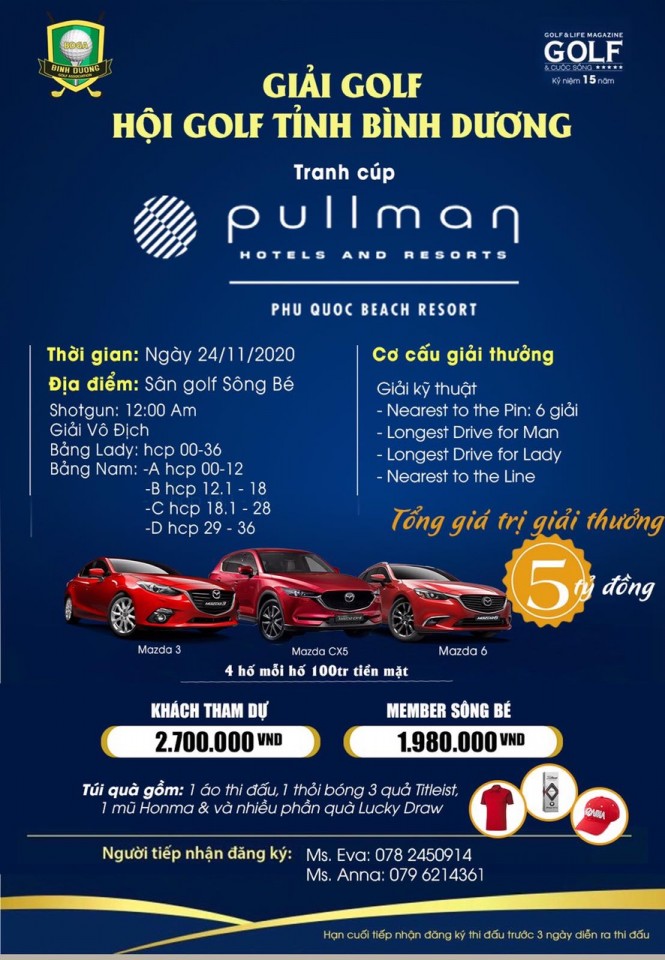 BDGA
BINH DUONG
GOLF ASSOCIATION
GOLF & LIFE MAGAZINE
GOLF
& CUỘC SỐNG ★★★★★
Kỷ niệm 15 năm
GIẢI GOLF
HỘI GOLF TỈNH BÌNH DƯƠNG
Tranh cúp
pullman
HOTELS AND RESORTS
PHU QUOC BEACH RESORT
Thời gian: Ngày 24/11/2020
Địa điểm: Sân golf Sông Bé
Shotgun: 12:00 Am
Giải Vô Địch
Bảng Lady: hcp 00-36
Bảng Nam: -A hcp 00-12
-B hcp 12.1 - 18
-C hcp 18.1 - 28
-D hcp 29 - 36
Cơ cấu giải thưởng
Giải kỹ thuật
- Nearest to the Pin: 6 giải
- Longest Drive for Man
- Longest Drive for Lady
- Nearest to the Line
Tổng giá trị giải thưởng
5 tỷ đồng
Mazda 3
Mazda CX5
Mazda 6
4 hố mỗi hố 100tr tiền mặt
KHÁCH THAM DỰ
2.700.000 VND
MEMBER SÔNG BÉ
1.980.000 VND
Túi quà gồm: 1 áo thi đấu, 1 thỏi bóng 3 quả Titleist,
1 mũ Honma & và nhiều phần quà Lucky Draw
Người tiếp nhận đăng ký: Ms. Eva: 078 2450914
Ms. Anna: 079 6214361
Hạn cuối tiếp nhận đăng ký thi đấu trước 3 ngày diễn ra thi đấu